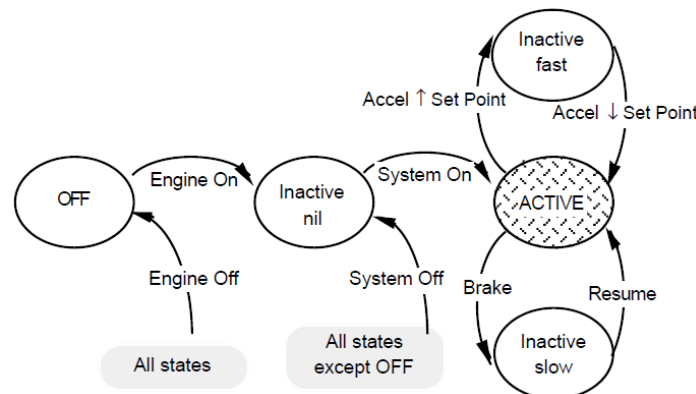 Inactive
fast
Accel ↑ Set Point
Accel ↓ Set Point
Engine On
System On
OFF
Inactive
nil
ACTIVE
Engine Off
System Off
Brake
Resume
All states
All states
except OFF
Inactive
slow